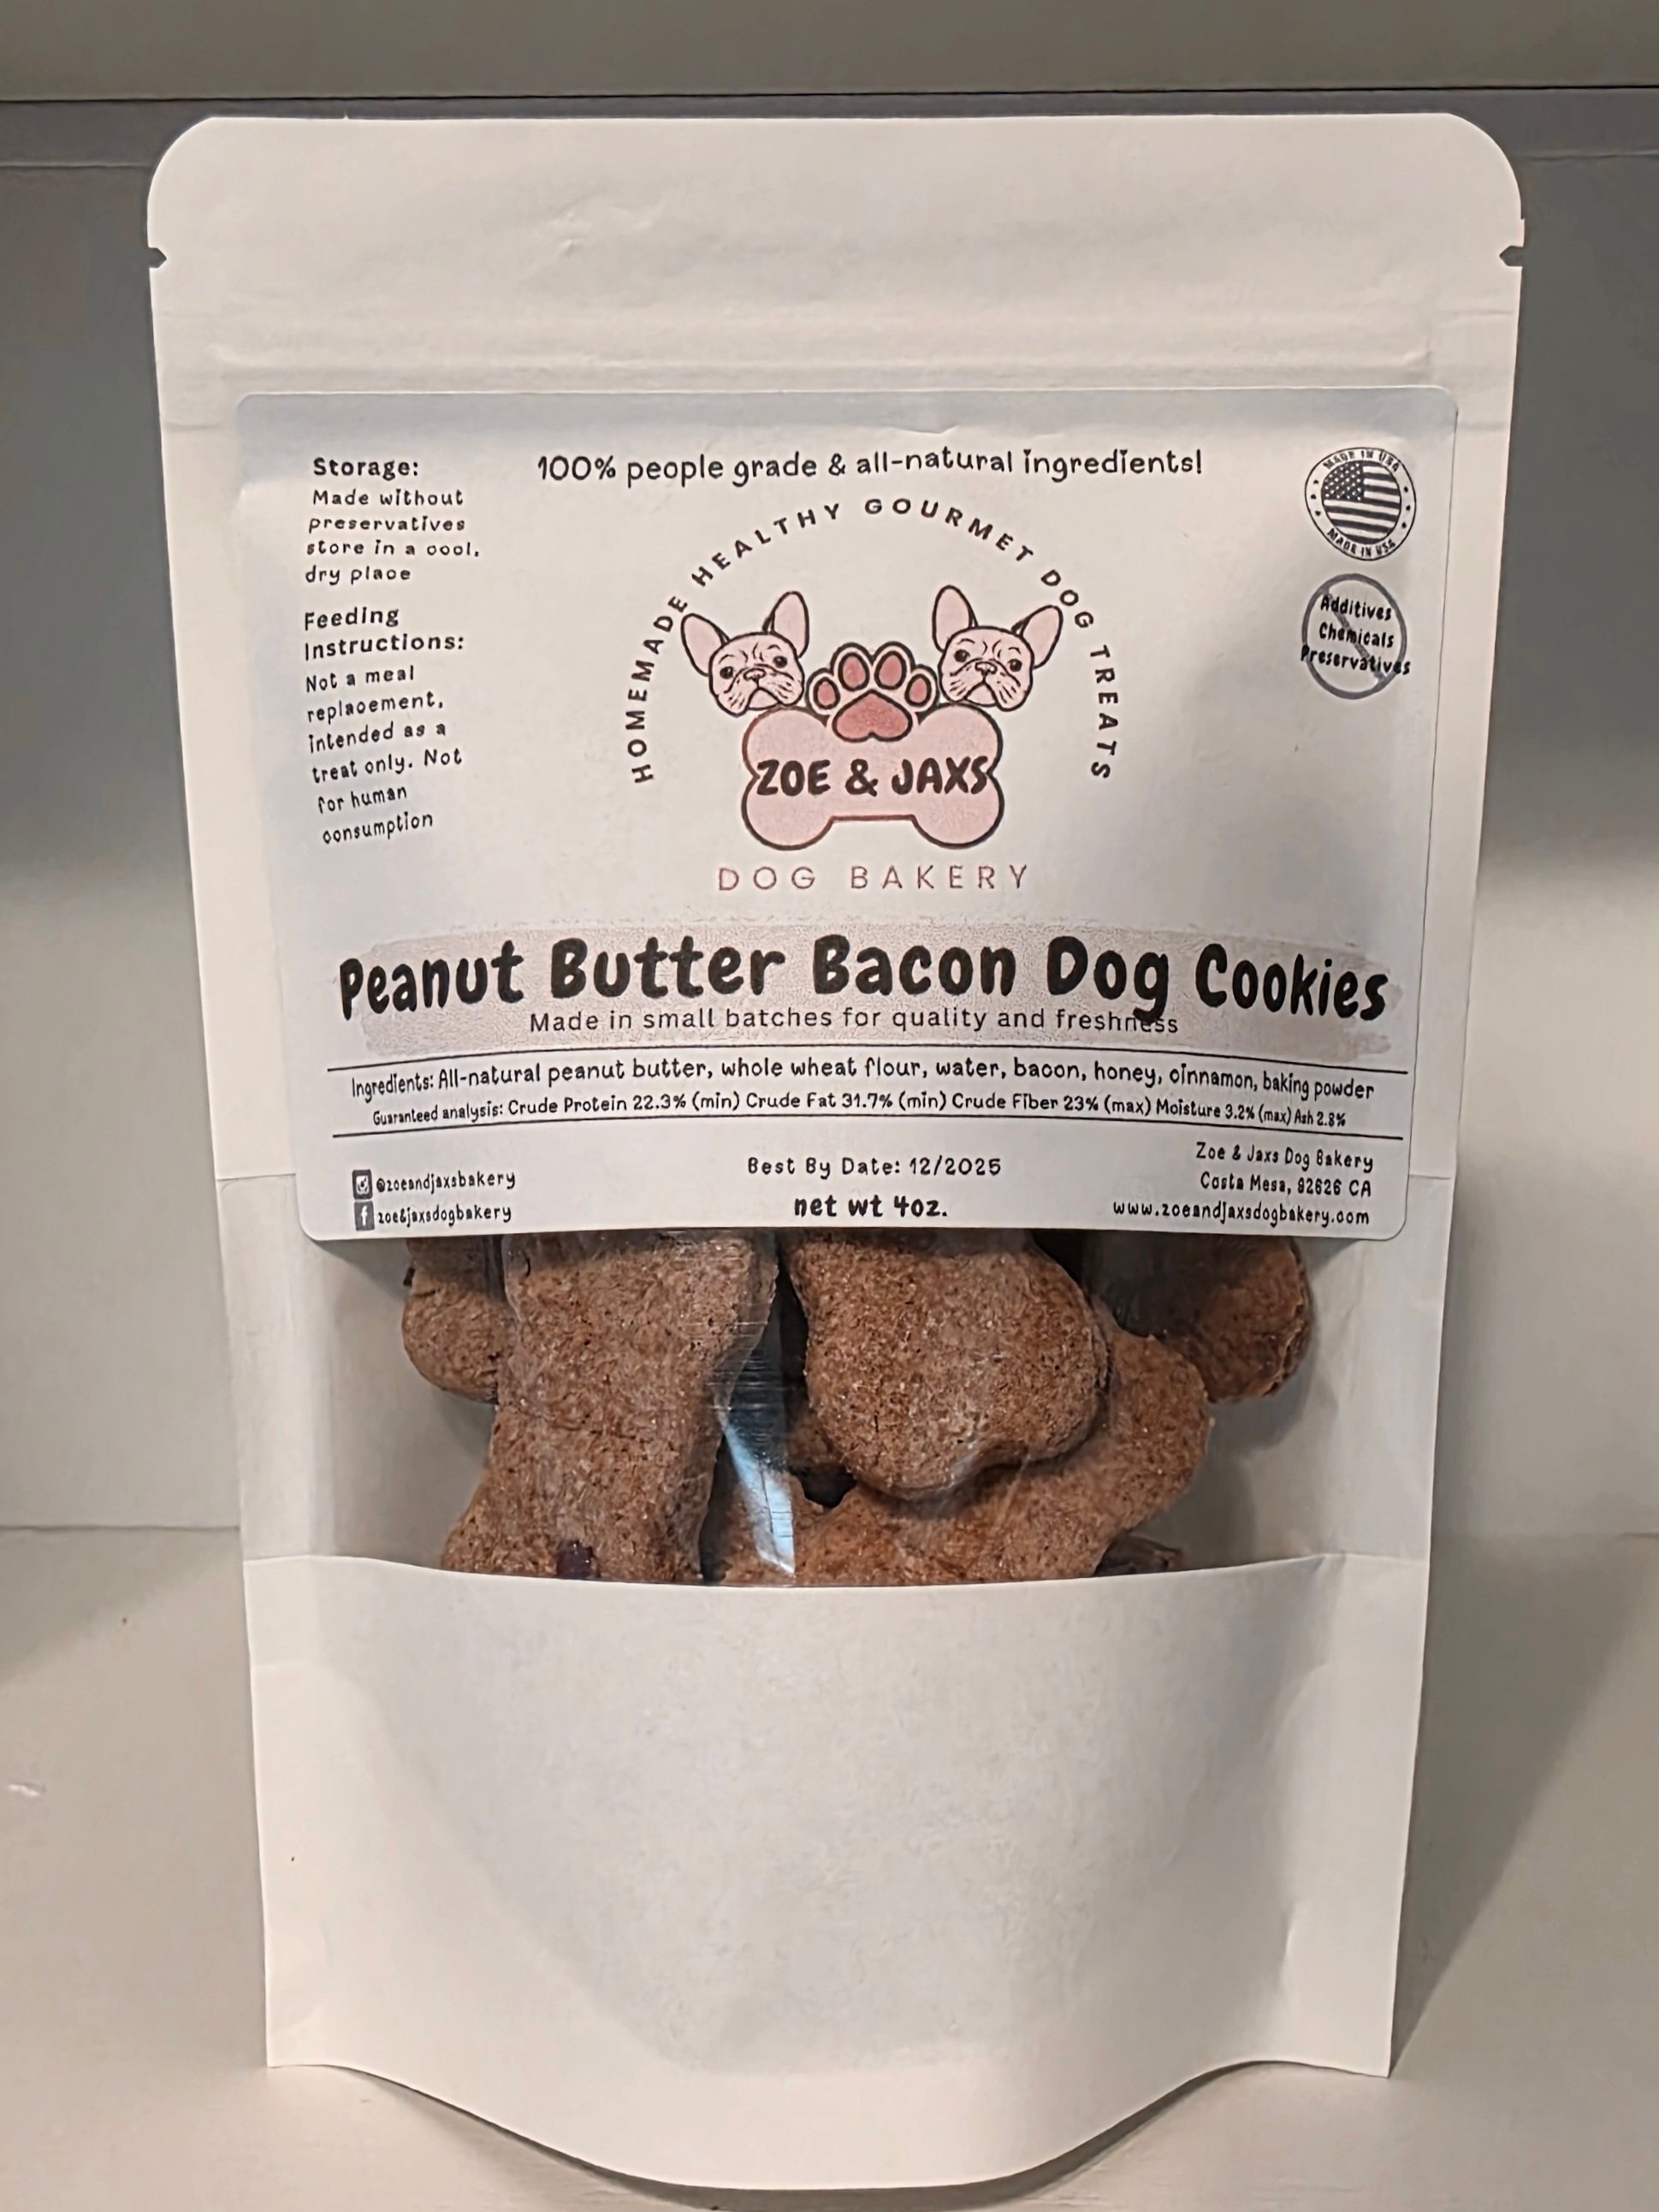 100% people grade & all-natural ingredients!
Storage:
Made without
preservatives
store in a cool,
dry place
Feeding
Instructions:
Not a meal
replacement,
intended as a
treat only. Not
for human
consumption
HOMEMADE HEALTHY GOURMET DOG TREATS
ZOE & JAXS
DOG BAKERY
MADE IN USA
MADE IN USA
Additives
Chemicals
Preservatives
Peanut Butter Bacon Dog Cookies
Made in small batches for quality and freshness
Ingredients: All-natural peanut butter, whole wheat flour, water, bacon, honey, cinnamon, baking powder
Guaranteed analysis: Crude Protein 22.3% (min) Crude Fat 31.7% (min) Crude Fiber 23% (max) Moisture 3.2% (max) Ash 2.8%
@zoeandjaxsbakery
zoe&jaxsdogbakery
Best By Date: 12/2025
net wt 4oz.
Zoe & Jaxs Dog Bakery
Costa Mesa, 92626 CA
www.zoeandjaxsdogbakery.com